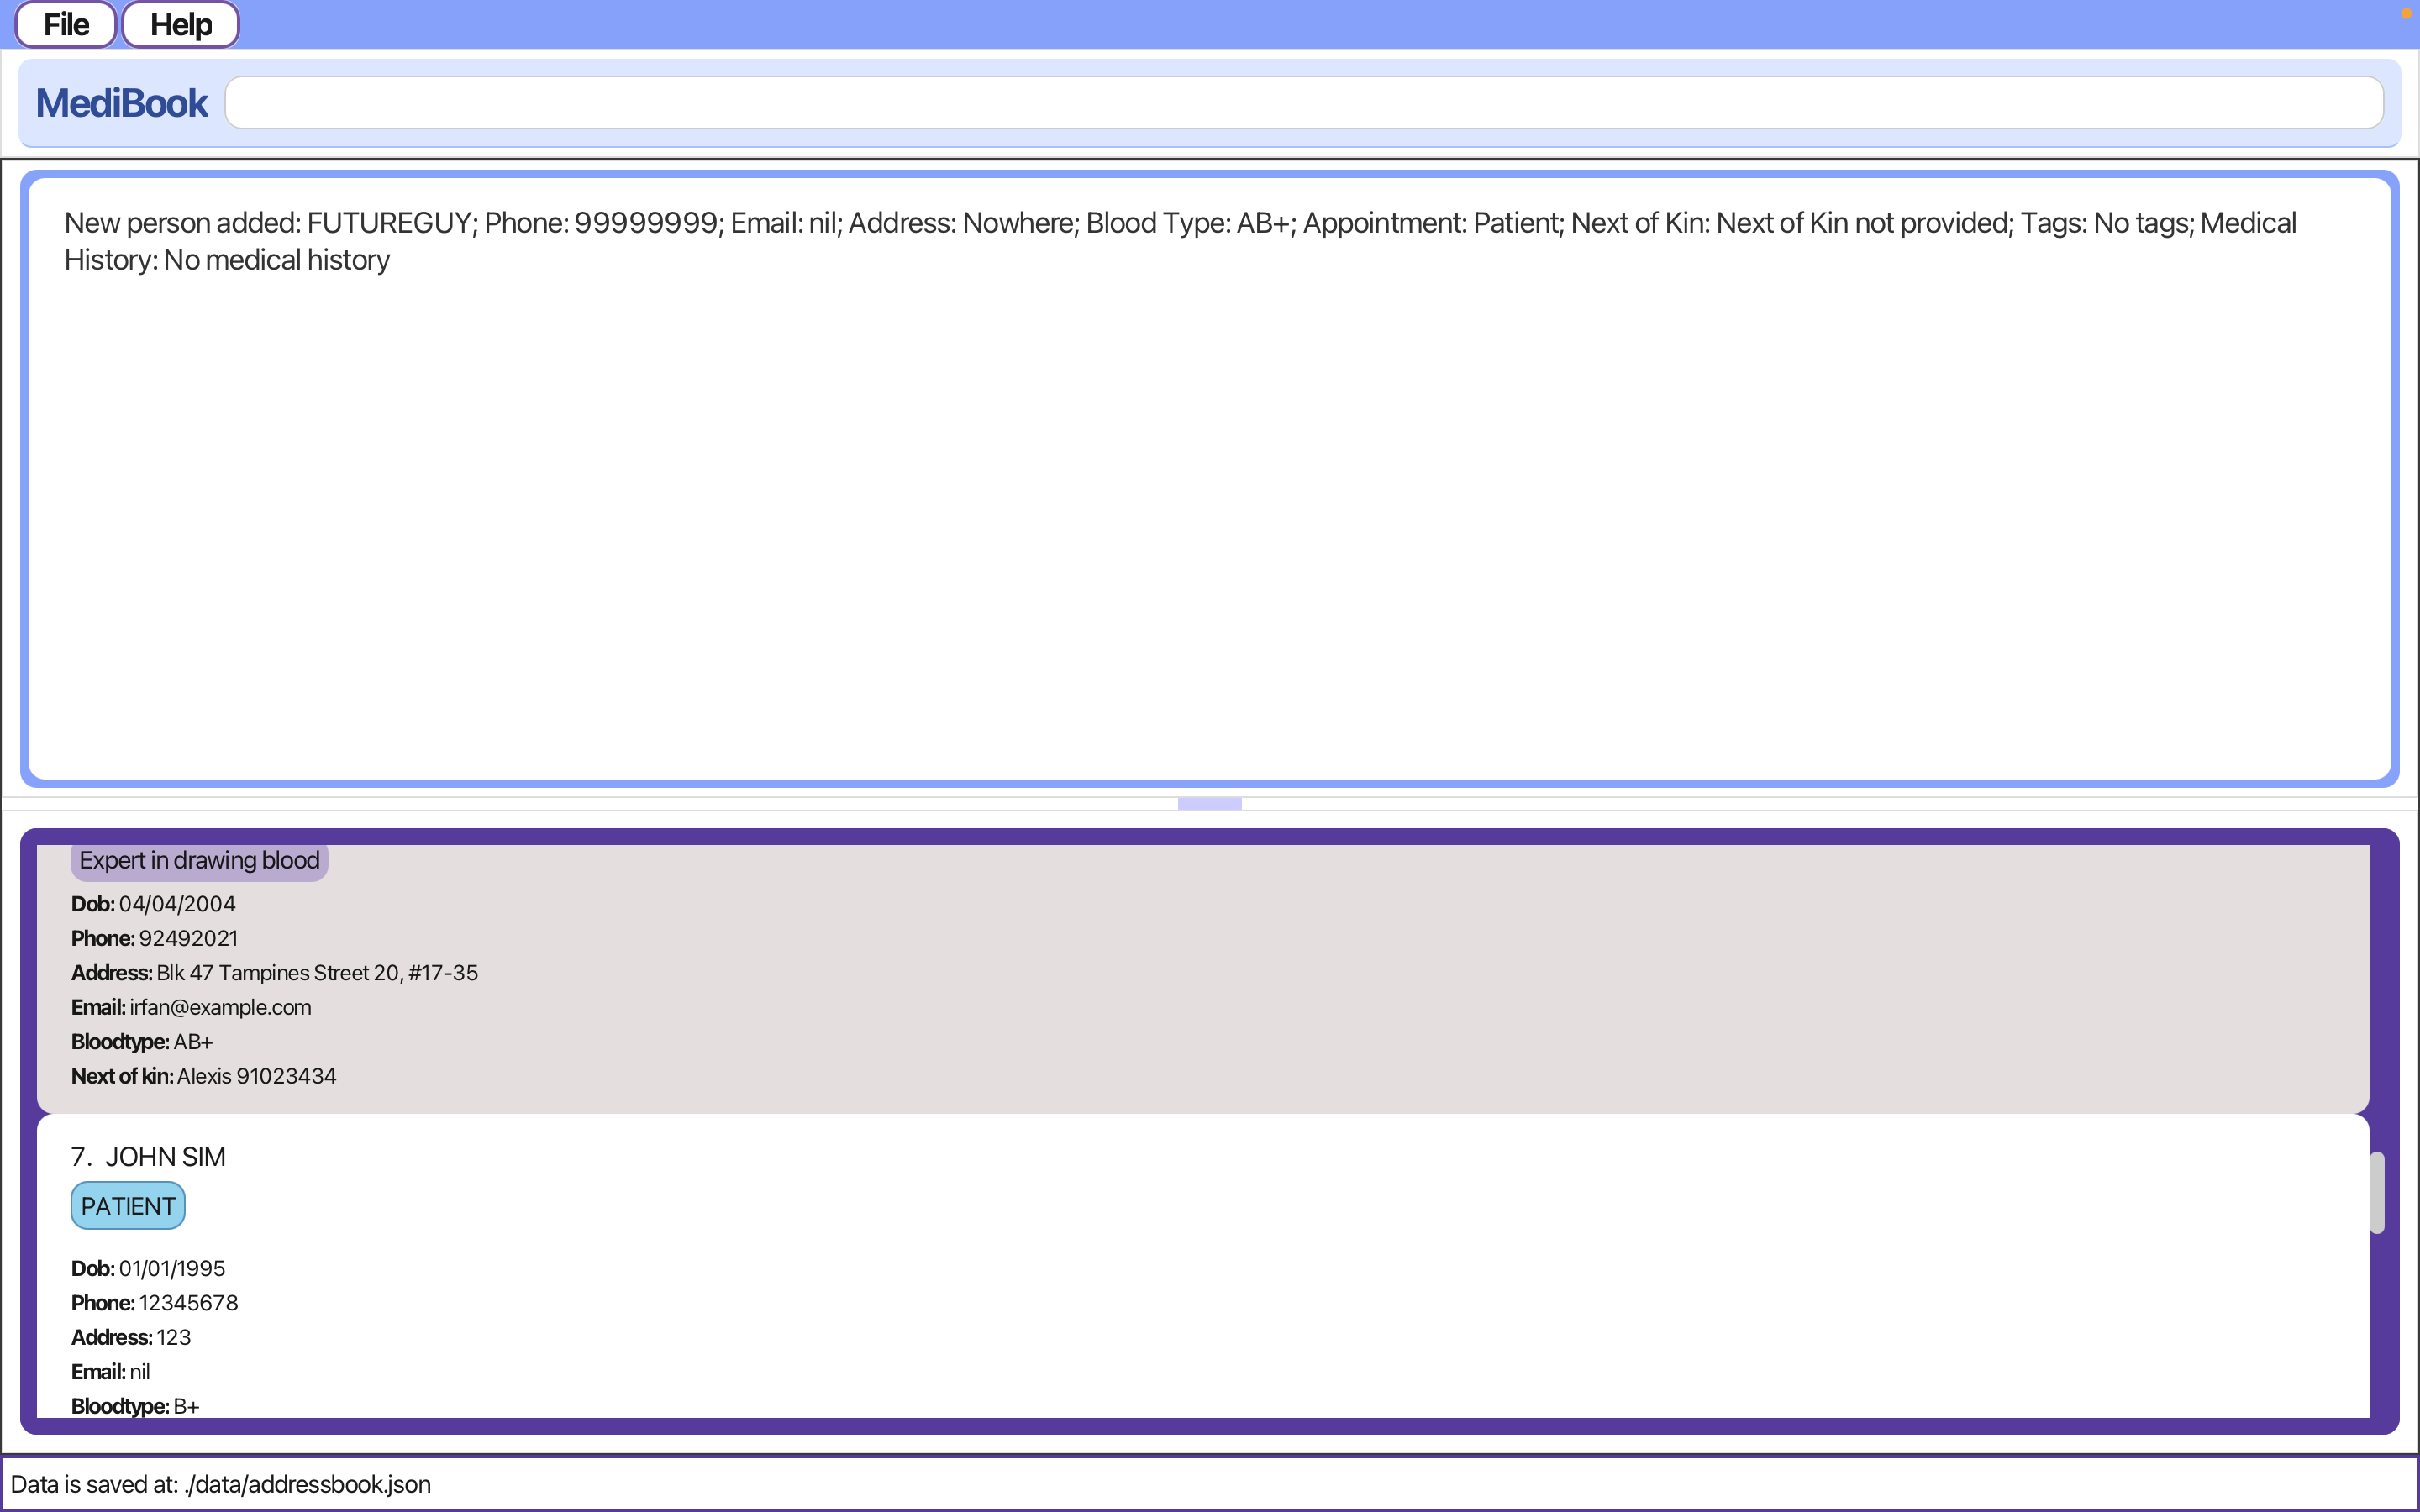 File Help
MediBook
New person added: FUTUREGUY; Phone: 99999999; Email: nil; Address: Nowhere; Blood Type: AB+; Appointment: Patient; Next of Kin: Next of Kin not provided; Tags: No tags; Medical
History: No medical history
Expert in drawing blood
Dob: 04/04/2004
Phone: 92492021
Address: Blk 47 Tampines Street 20, #17-35
Email: irfan@example.com
Bloodtype: AB+
Next of kin: Alexis 91023434
7. JOHN SIM
PATIENT
Dob: 01/01/1995
Phone: 12345678
Address: 123
Email: nil
Bloodtype: B+
Data is saved at: ./data/addressbook.json